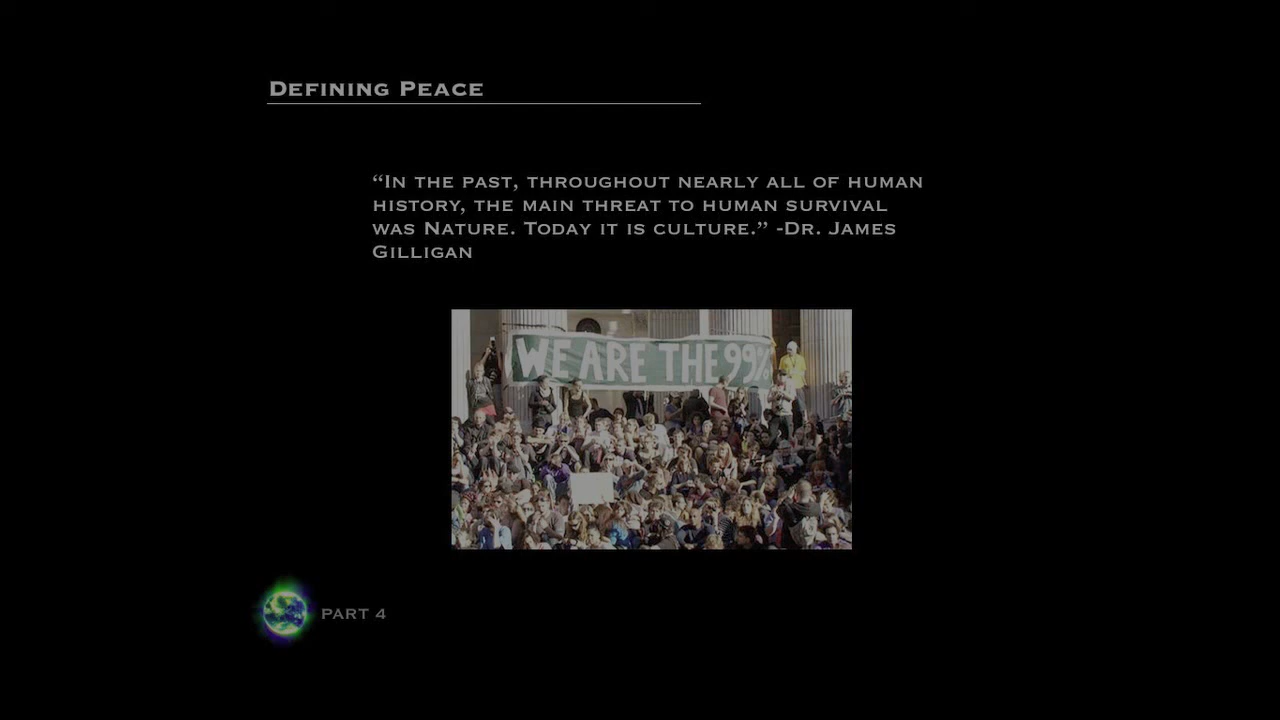 Defining Peace
“In the past, throughout nearly all of human
history, the main threat to human survival
was Nature. Today it is culture.” -Dr. James
Gilligan
WE ARE THE 99%
PART 4